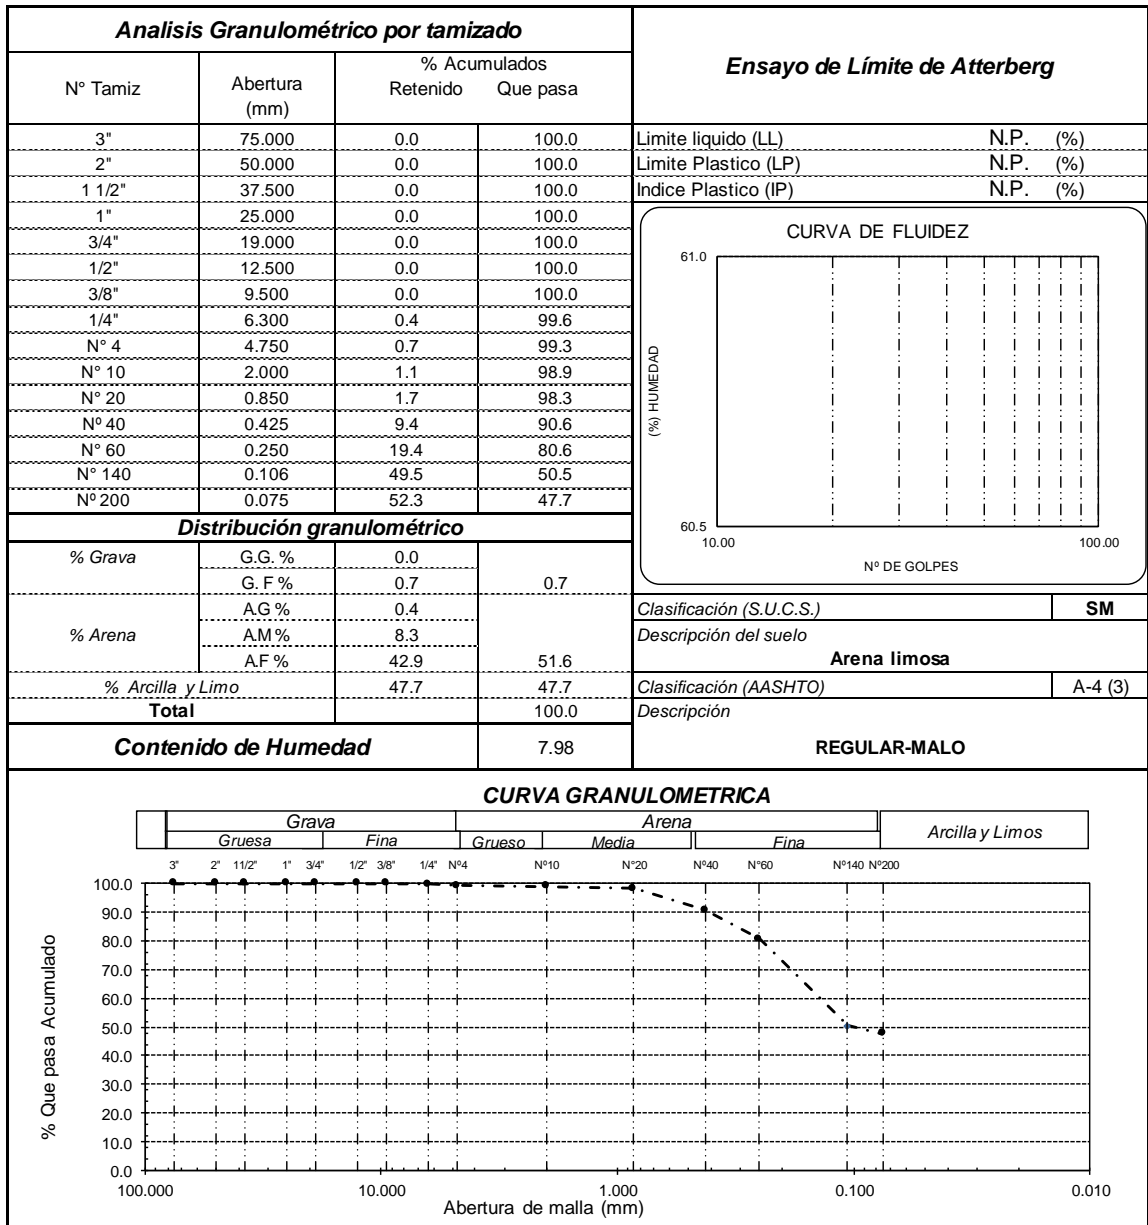 Analisis Granulométrico por tamizado
Ensayo de Límite de Atterberg
N° Tamiz Abertura (mm) % Acumulados
Retenido Que pasa
3" 75.000 0.0 100.0
2" 50.000 0.0 100.0
1 1/2" 37.500 0.0 100.0
1" 25.000 0.0 100.0
3/4" 19.000 0.0 100.0
1/2" 12.500 0.0 100.0
3/8" 9.500 0.0 100.0
1/4" 6.300 0.4 99.6
N° 4 4.750 0.7 99.3
N° 10 2.000 1.1 98.9
N° 20 0.850 1.7 98.3
Nº 40 0.425 9.4 90.6
N° 60 0.250 19.4 80.6
N° 140 0.106 49.5 50.5
Nº 200 0.075 52.3 47.7
Limite liquido (LL) N.P. (%)
Limite Plastico (LP) N.P. (%)
Indice Plastico (IP) N.P. (%)
CURVA DE FLUIDEZ
61.0
(%) HUMEDAD
60.5
10.00 100.00
Nº DE GOLPES
Distribución granulométrico
% Grava G.G. % 0.0
G. F % 0.7 0.7
A.G % 0.4
% Arena A.M % 8.3
A.F % 42.9 51.6
% Arcilla y Limo 47.7 47.7
Total 100.0
Contenido de Humedad 7.98
Clasificación (S.U.C.S.) SM
Descripción del suelo
Arena limosa
Clasificación (AASHTO) A-4 (3)
Descripción
REGULAR-MALO
CURVA GRANULOMETRICA
Grava Arena Arcilla y Limos
Gruesa Fina Grueso Media Fina
3" 2" 11/2" 1" 3/4" 1/2" 3/8" 1/4" Nº4 N°10 N°20 N°40 N°60 Nº140 Nº200
% Que pasa Acumulado
100.0
90.0
80.0
70.0
60.0
50.0
40.0
30.0
20.0
10.0
0.0
100.000 10.000 1.000 0.100 0.010
Abertura de malla (mm)